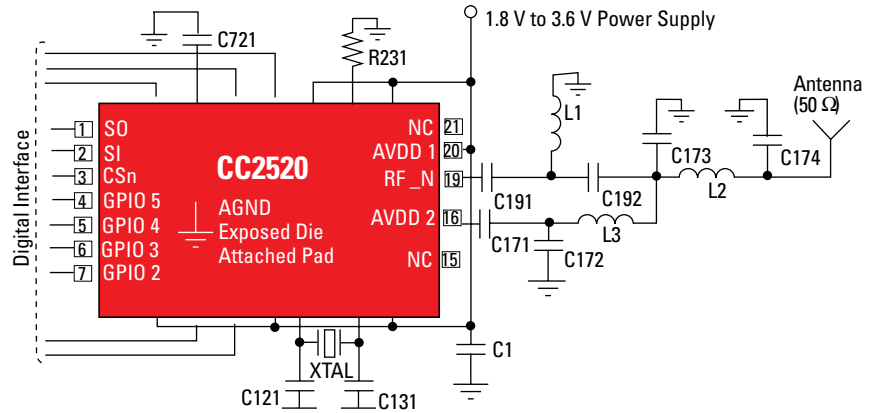 1.8 V to 3.6 V Power Supply
C721
R231
Antenna
(50 Ω)
L1
C173
C174
Digital Interface
1 SO
2 SI
3 CSn
4 GPIO 5
5 GPIO 4
6 GPIO 3
7 GPIO 2
CC2520
AGND
Exposed Die
Attached Pad
NC 21
AVDD 1 20
RF _N 19
AVDD 2 16
NC 15
C191
C192
L2
C171
C172
L3
XTAL
C1
C121
C131